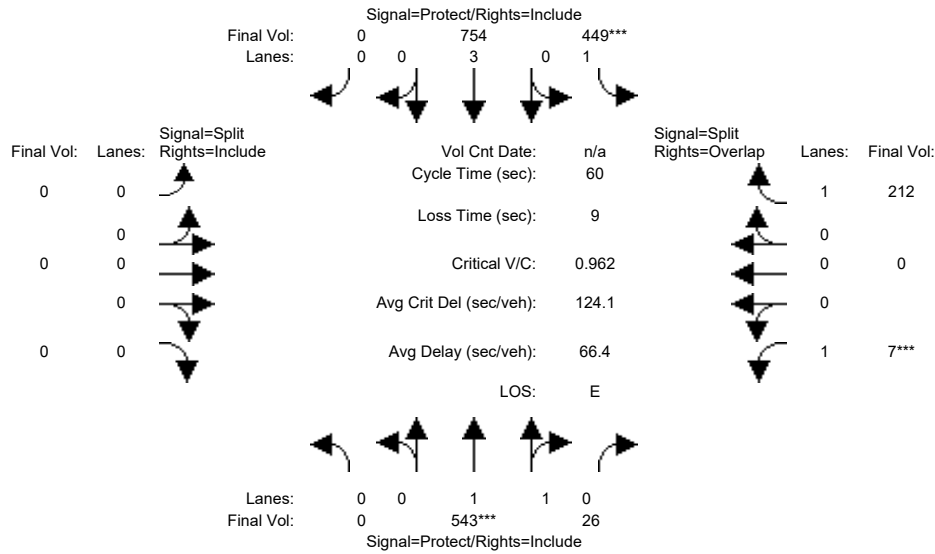 Signal=Protect/Rights=Include
Final Vol: 0 754 449***
Lanes: 0 0 3 0 1
Signal=Split
Final Vol: Lanes: Rights=Include
Vol Cnt Date: n/a
Signal=Split
Rights=Overlap Lanes: Final Vol:
Cycle Time (sec): 60
0 0
1 212
Loss Time (sec): 9
0
0
0 0
Critical V/C: 0.962
0 0
0
Avg Crit Del (sec/veh): 124.1
0
0 0
Avg Delay (sec/veh): 66.4
1 7***
LOS: E
Lanes: 0 0 1 1 0
Final Vol: 0 543*** 26
Signal=Protect/Rights=Include